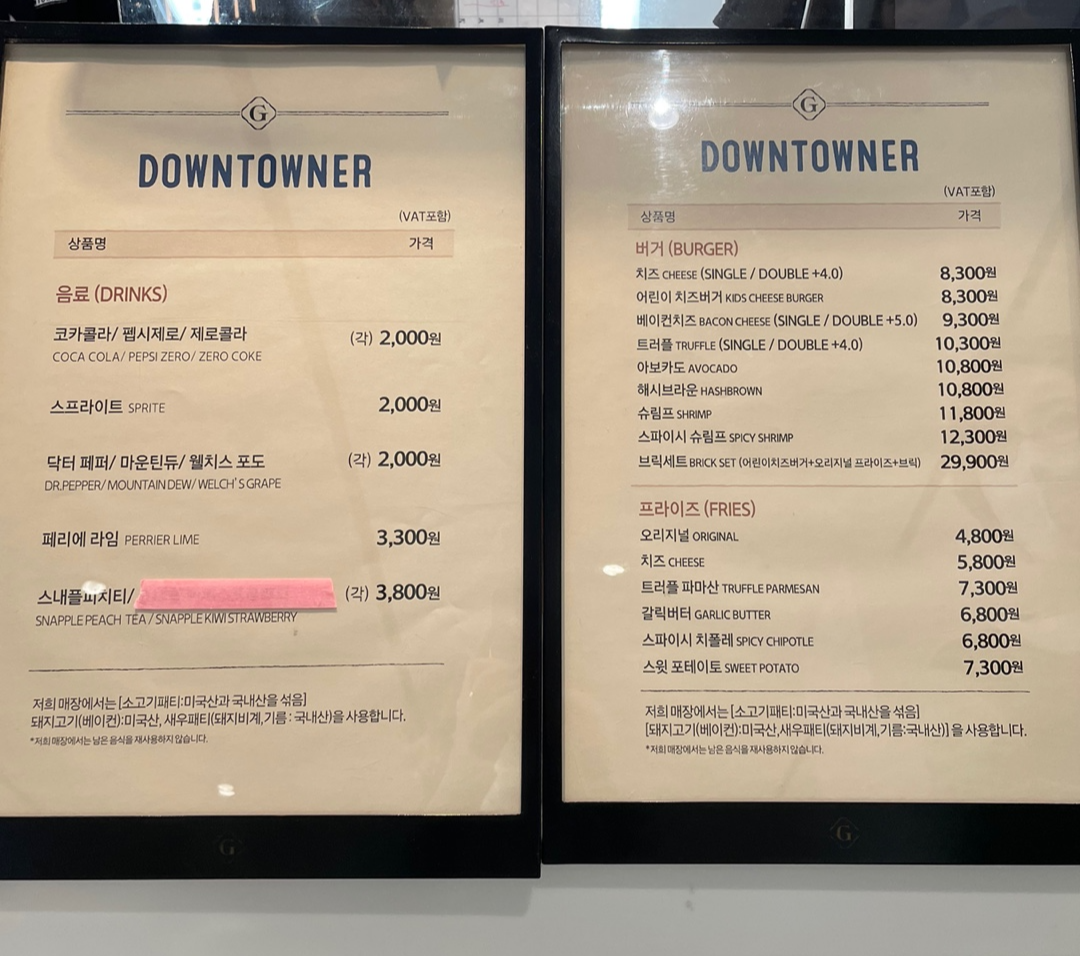 G
DOWNTOWNER
(VAT포함)
상품명 가격
음료 (DRINKS)
코카콜라/ 펩시제로/ 제로콜라 (각) 2,000원
COCA COLA/ PEPSI ZERO/ ZERO COKE
스프라이트 SPRITE 2,000원
닥터 페퍼/ 마운틴듀/ 웰치스 포도 (각) 2,000원
DR.PEPPER/ MOUNTAIN DEW/ WELCH'S GRAPE
페리에 라임 PERRIER LIME 3,300원
스내플피치티/ (각) 3,800원
SNAPPLE PEACH TEA / SNAPPLE KIWI STRAWBERRY
저희 매장에서는 [소고기패티:미국산과 국내산을 섞음]
돼지고기(베이컨):미국산, 새우패티(돼지비계,기름 : 국내산)을 사용합니다.
*저희 매장에서는 남은 음식을 재사용하지 않습니다.
G
G
DOWNTOWNER
(VAT포함)
상품명 가격
버거 (BURGER)
치즈 CHEESE (SINGLE / DOUBLE +4.0) 8,300원
어린이 치즈버거 KIDS CHEESE BURGER 8,300원
베이컨치즈 BACON CHEESE (SINGLE / DOUBLE +5.0) 9,300원
트러플 TRUFFLE (SINGLE / DOUBLE +4.0) 10,300원
아보카도 AVOCADO 10,800원
해시브라운 HASHBROWN 10,800원
슈림프 SHRIMP 11,800원
스파이시 슈림프 SPICY SHRIMP 12,300원
브릭세트 BRICK SET (어린이치즈버거+오리지널 프라이즈+브릭) 29,900원
프라이즈 (FRIES)
오리지널 ORIGINAL 4,800원
치즈 CHEESE 5,800원
트러플 파마산 TRUFFLE PARMESAN 7,300원
갈릭버터 GARLIC BUTTER 6,800원
스파이시 치폴레 SPICY CHIPOTLE 6,800원
스윗 포테이토 SWEET POTATO 7,300원
저희 매장에서는 [소고기패티:미국산과 국내산을 섞음]
[돼지고기(베이컨):미국산,새우패티(돼지비계,기름:국내산)] 을 사용합니다.
*저희 매장에서는 남은 음식을 재사용하지 않습니다.
G